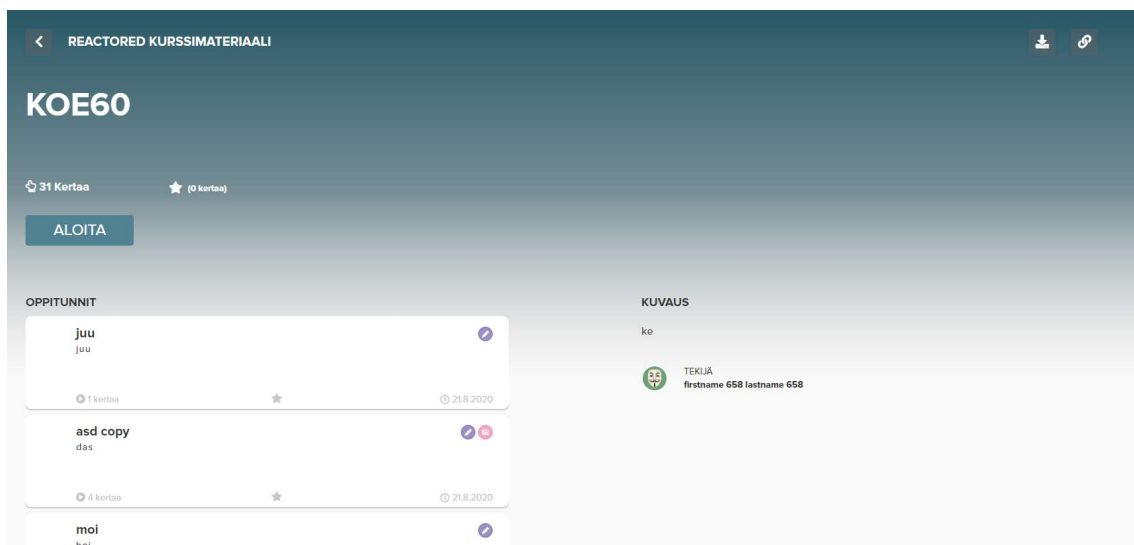 REACTORED KURSSIMATERIAALI
KOE60
31 Kertaa (0 kertaa)
ALOITA
OPPITUNNIT
juu
juu
1 kertaa 21.8.2020
asd copy
das
4 kertaa 21.8.2020
moi
KUVAUS
ke
TEKIJÄ
firstname 658 lastname 658